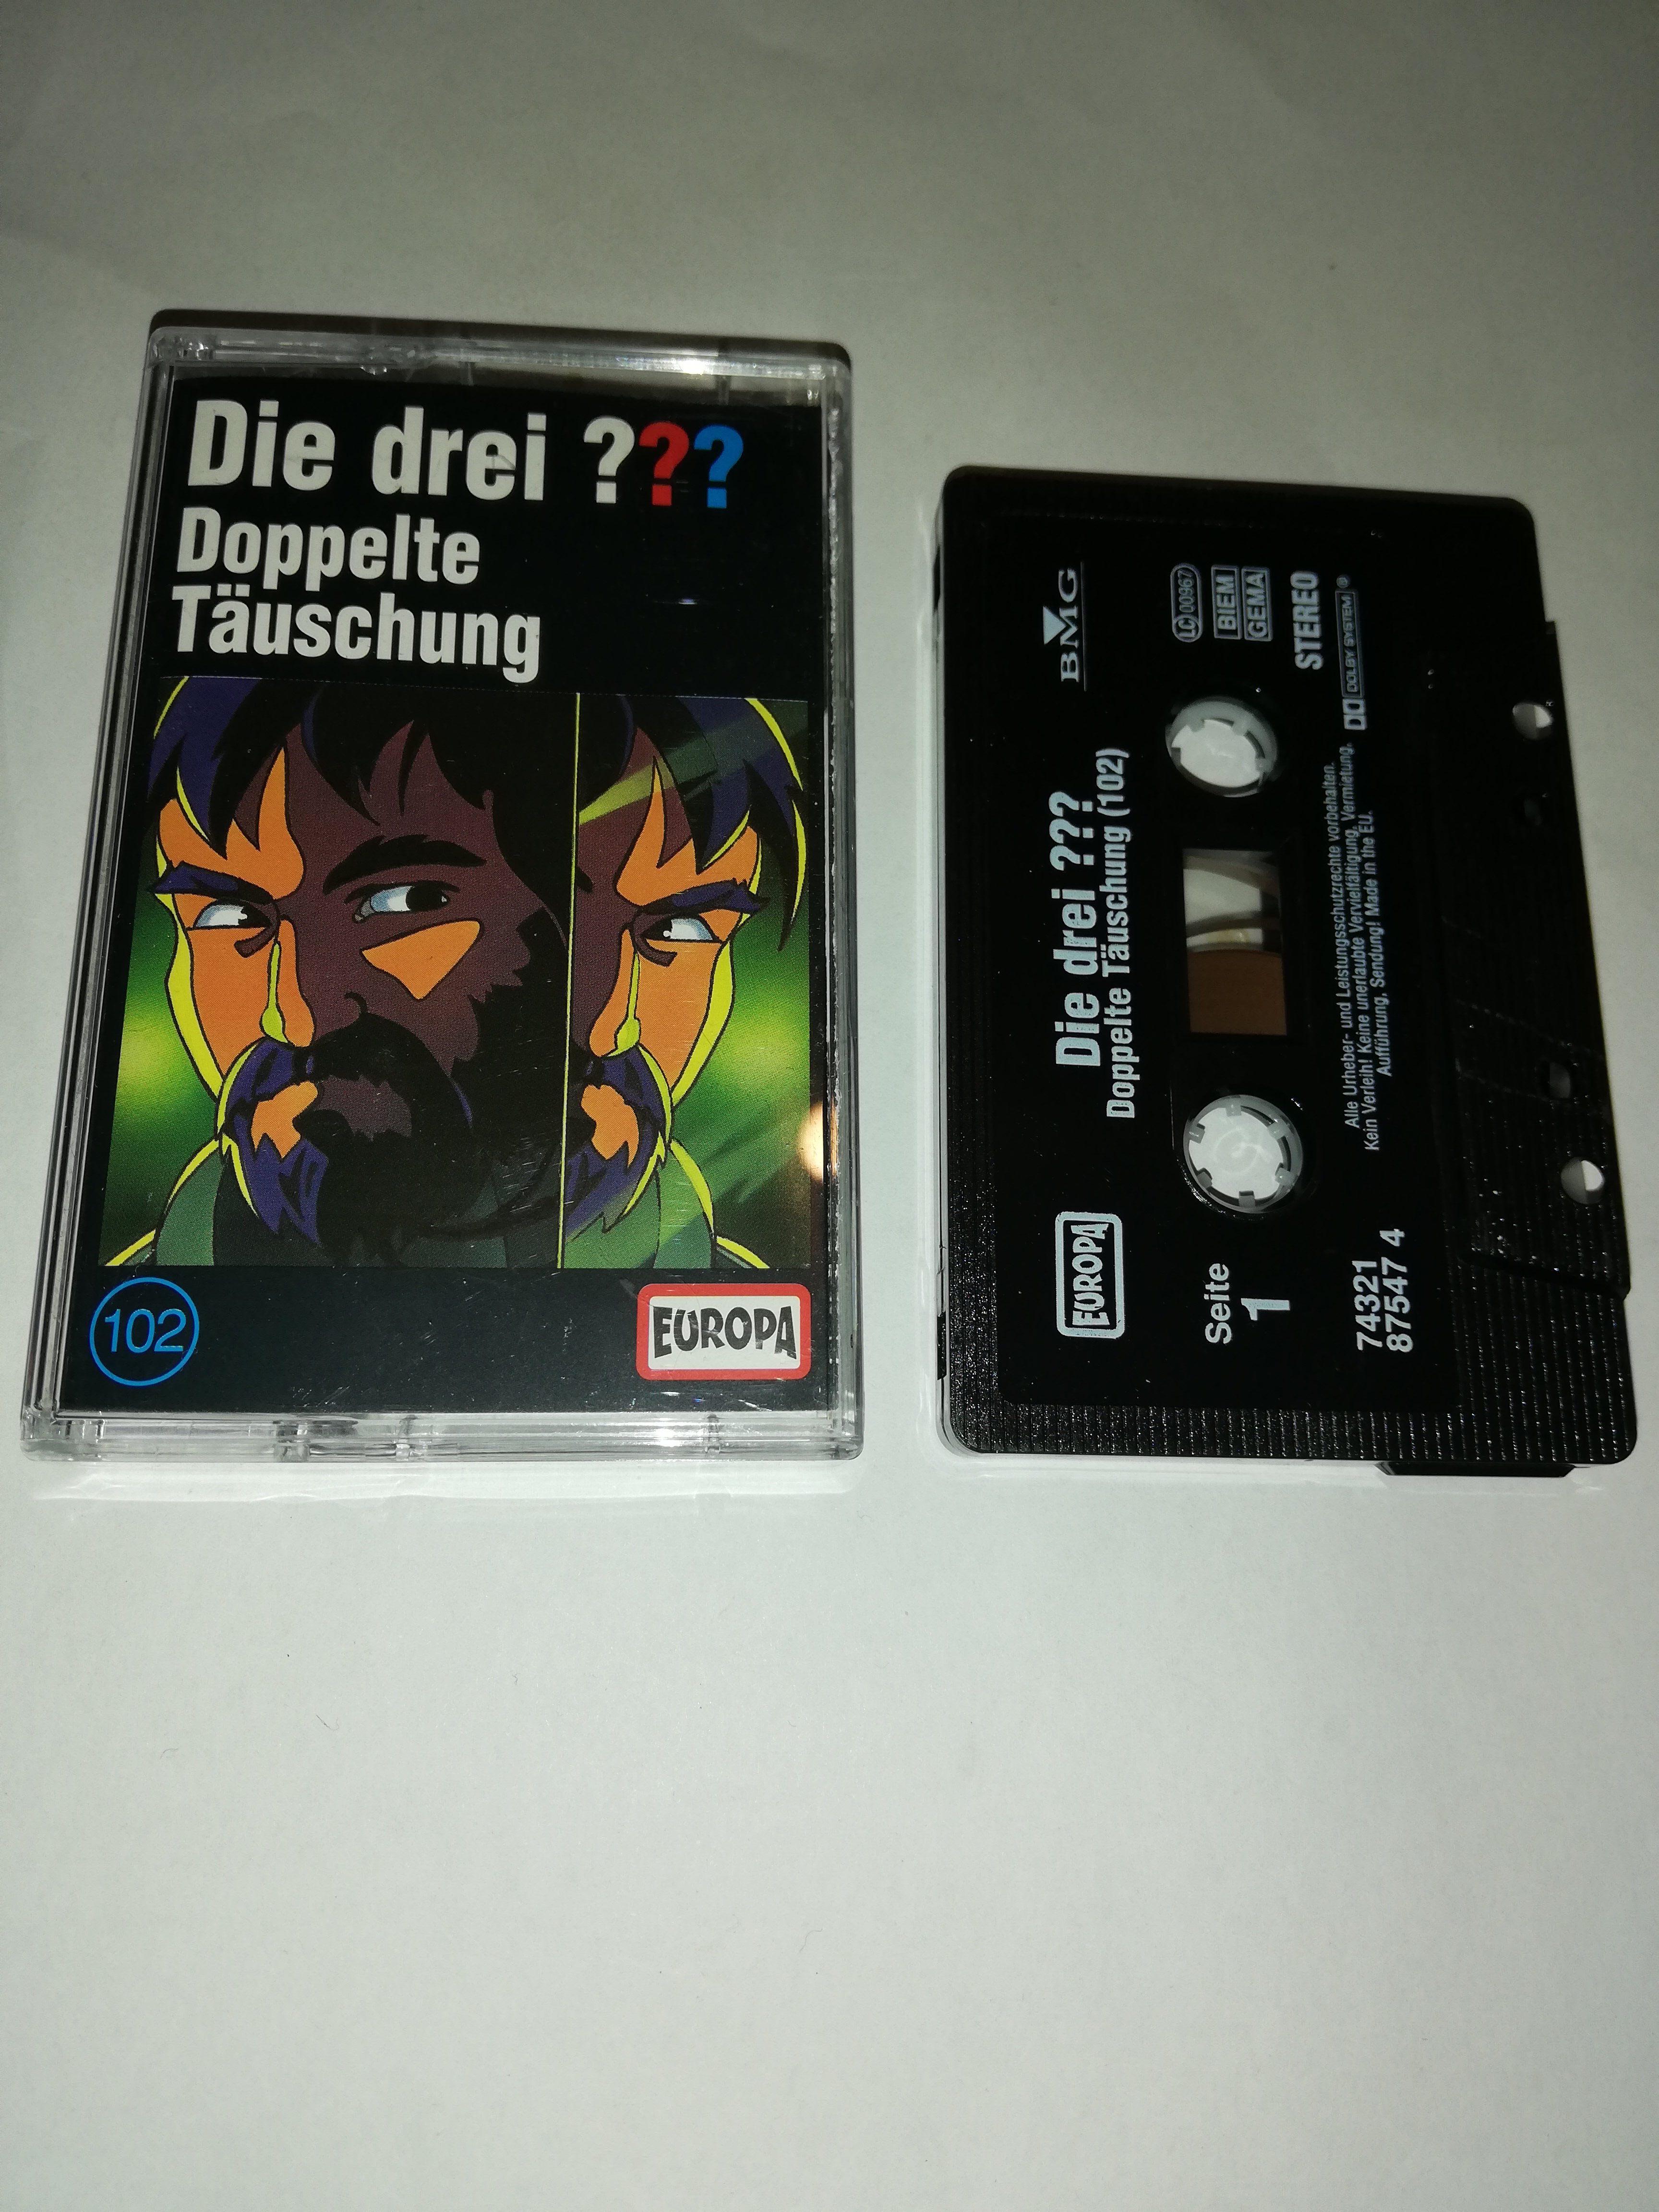 Die drei ???
Doppelte
Täuschung
102
EUROPA
BMG
LC 00967
BIEM
GEMA
STEREO
DOLBY SYSTEM®
Die drei ???
Doppelte Täuschung (102)
EUROPA
Seite
1
Alle Urheber- und Leistungsschutzrechte vorbehalten.
Kein Verleih! Keine unerlaubte Vervielfältigung, Vermietung,
Aufführung, Sendung! Made in the EU.
74321
87547 4